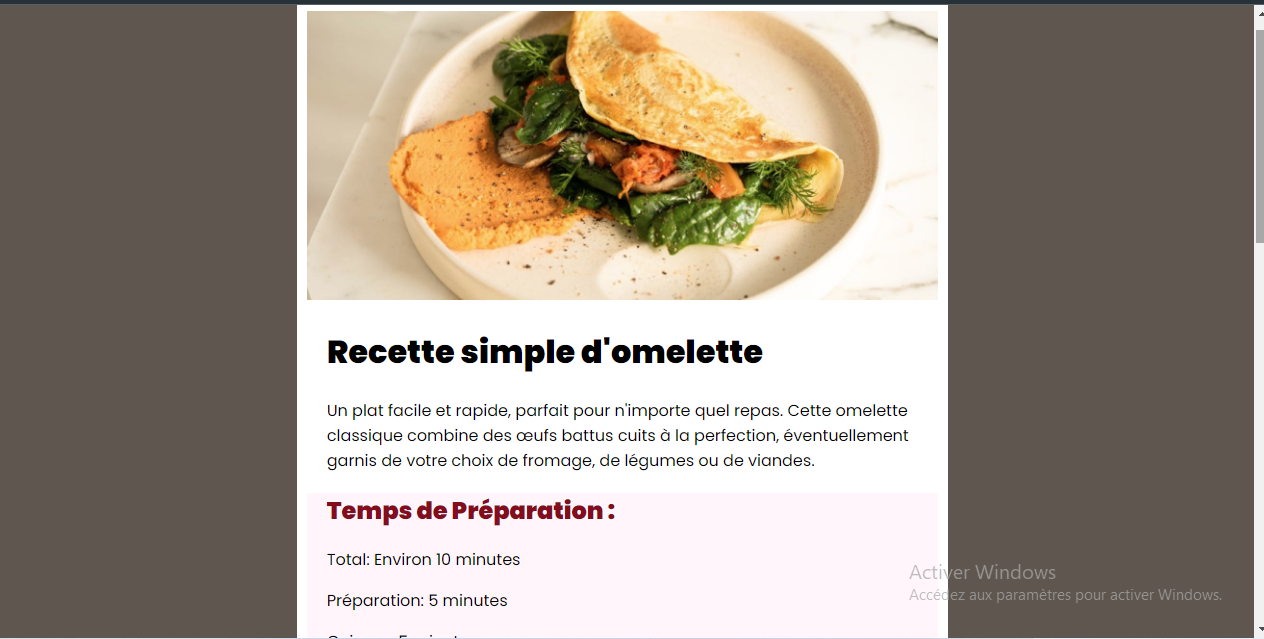 Recette simple d'omelette
Un plat facile et rapide, parfait pour n'importe quel repas. Cette omelette
classique combine des œufs battus cuits à la perfection, éventuellement
garnis de votre choix de fromage, de légumes ou de viandes.
Temps de Préparation :
Total: Environ 10 minutes
Préparation: 5 minutes
Activer Windows
Accédez aux paramètres pour activer Windows.